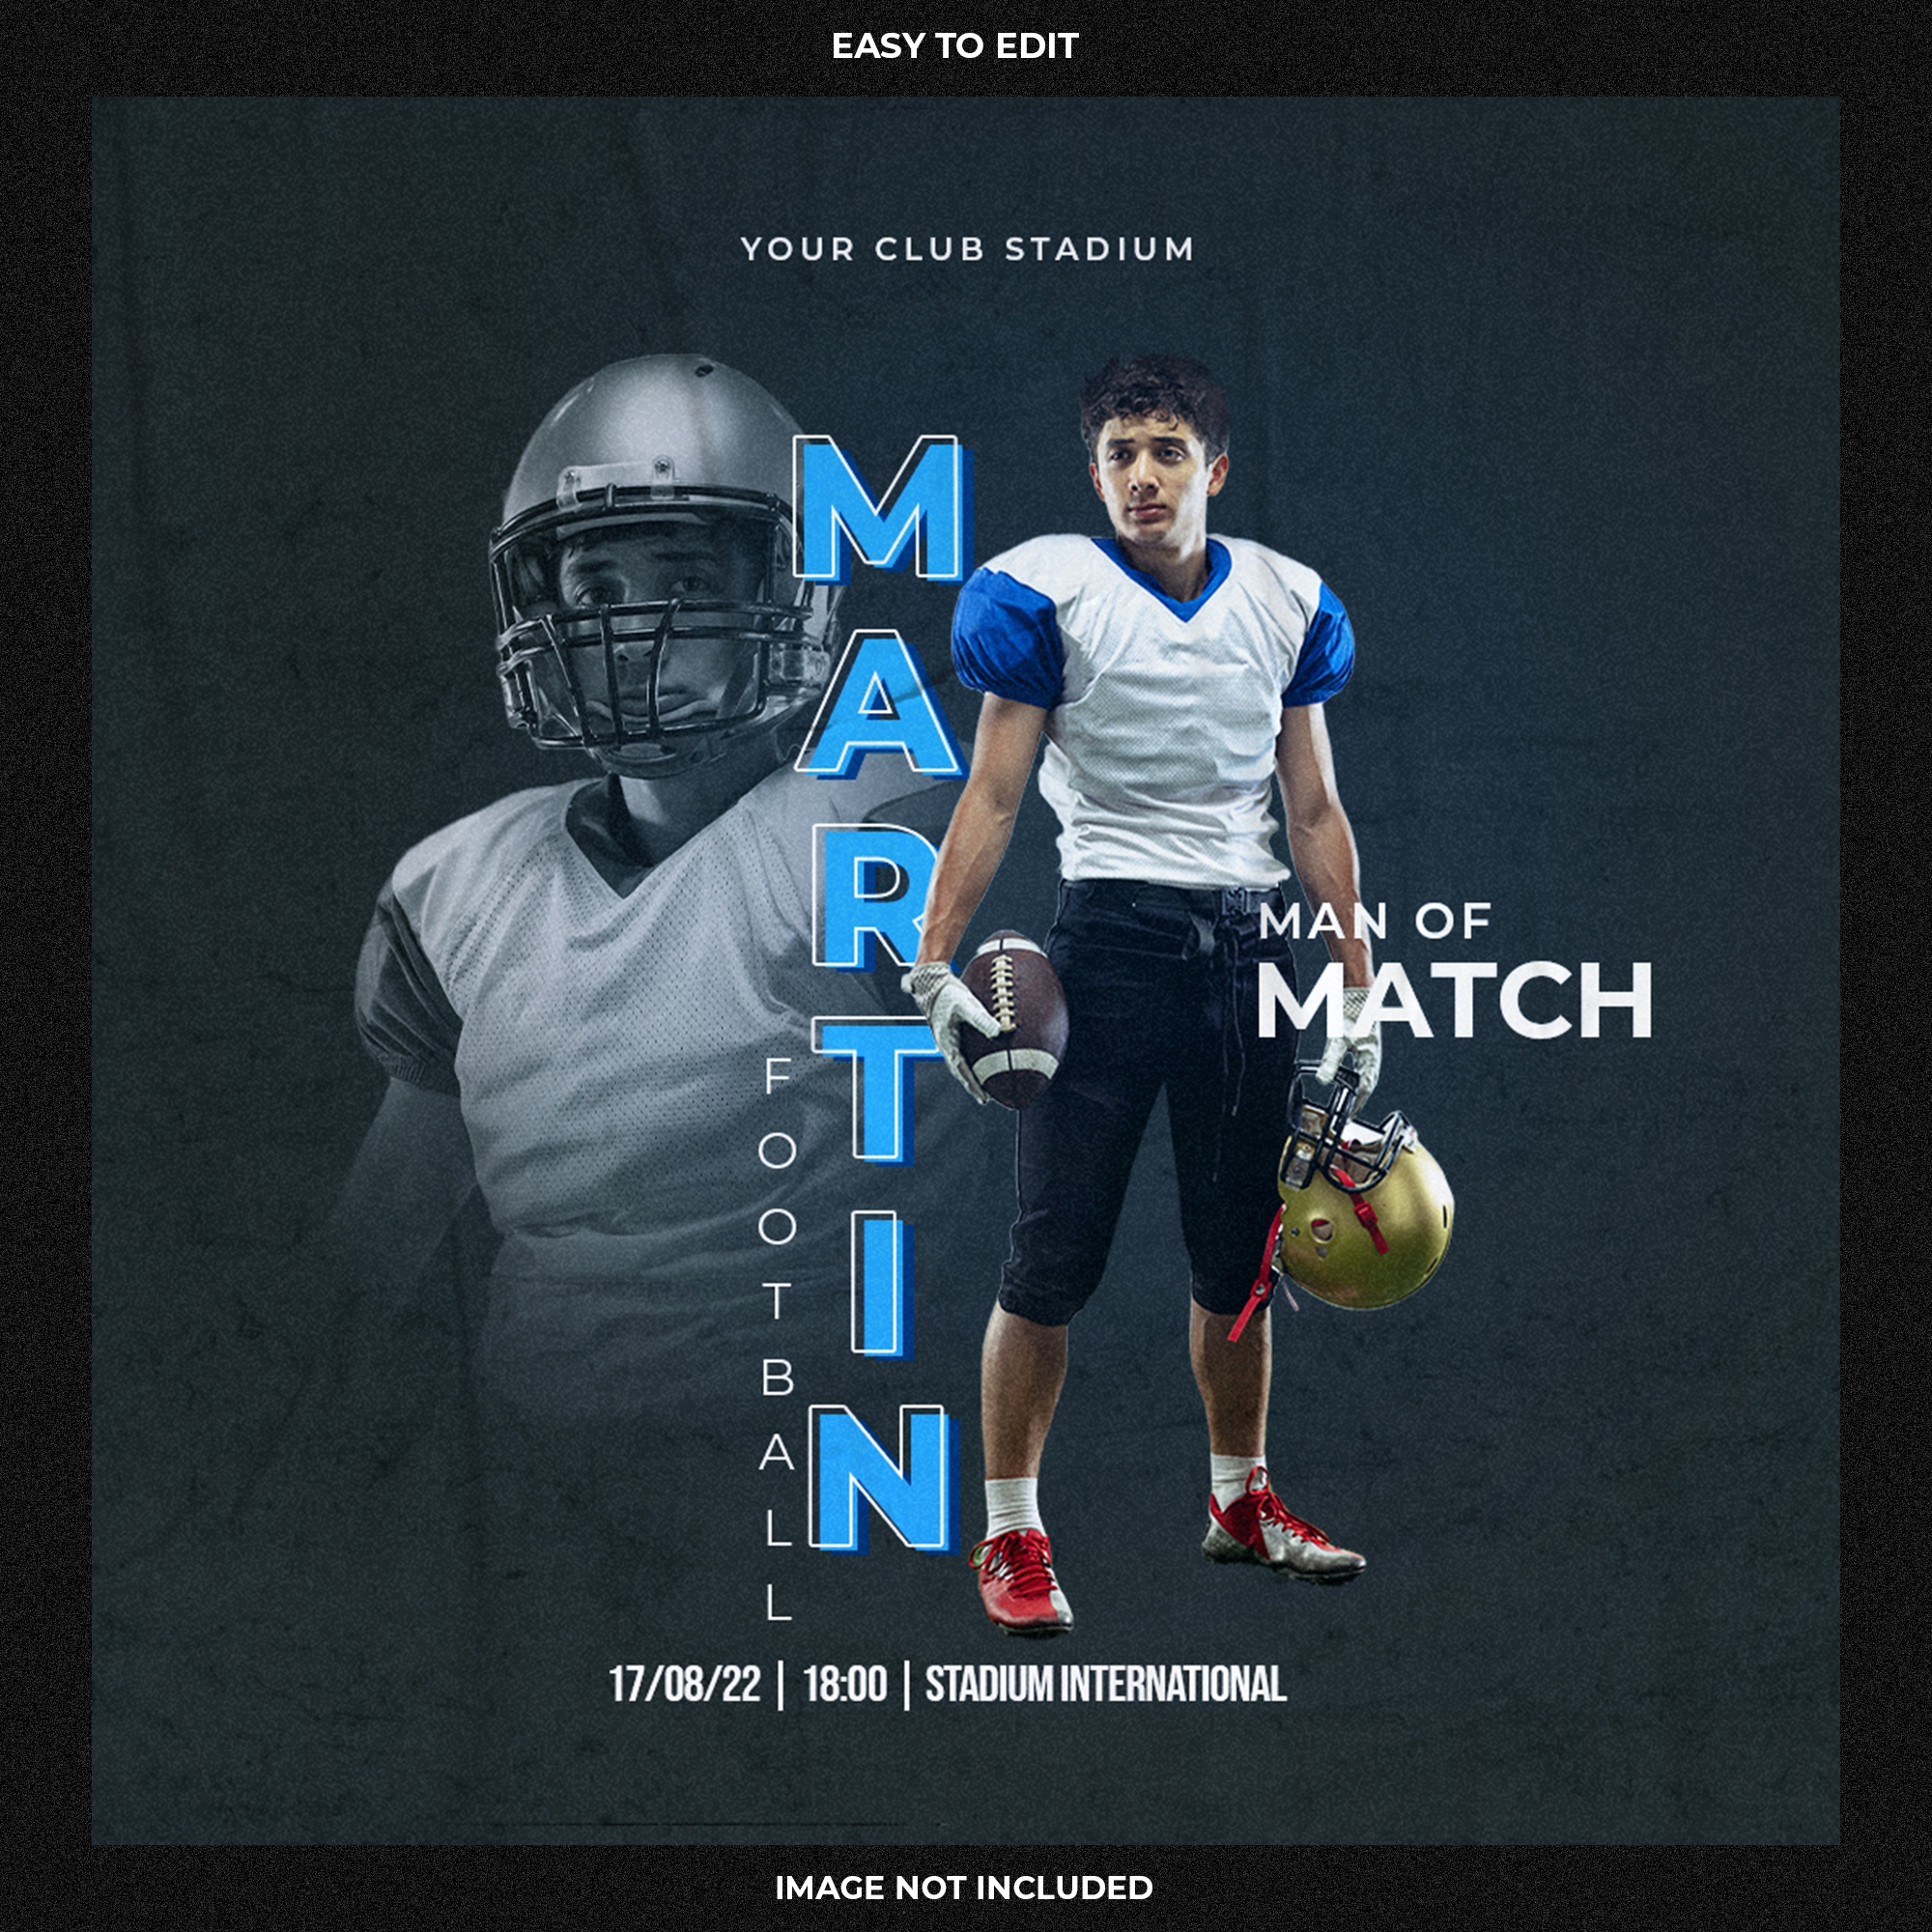 EASY TO EDIT
YOUR CLUB STADIUM
MARTIN
MAN OF
MATCH
FOOTBALL
17/08/22 | 18:00 | STADIUM INTERNATIONAL
IMAGE NOT INCLUDED